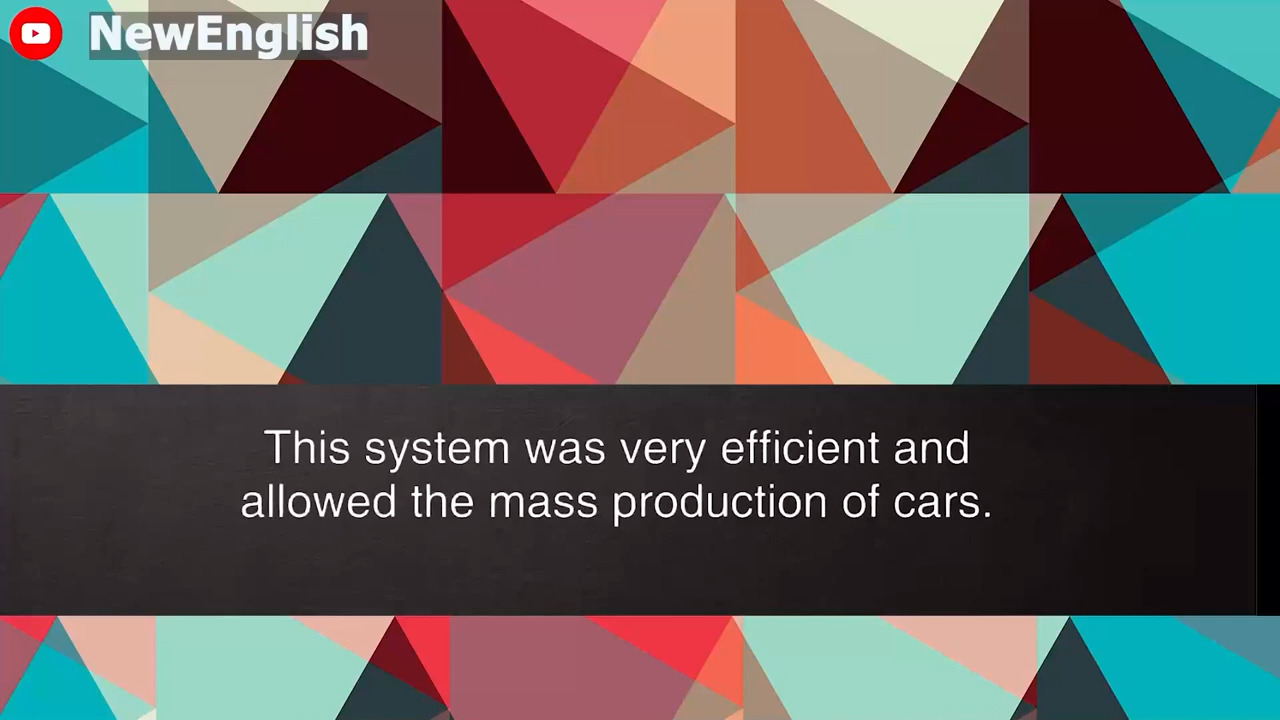 NewEnglish
This system was very efficient and
allowed the mass production of cars.